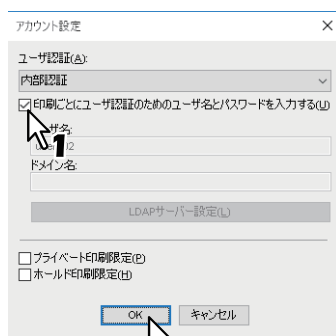 アカウント設定
ユーザ認証(A):
内部認証
印刷ごとにユーザ認証のためのユーザ名とパスワードを入力する(U)
ザ名:
1
ドメイン名:
LDAPサーバー設定(L)
プライベート印刷限定(P)
ホールド印刷限定(H)
OK キャンセル